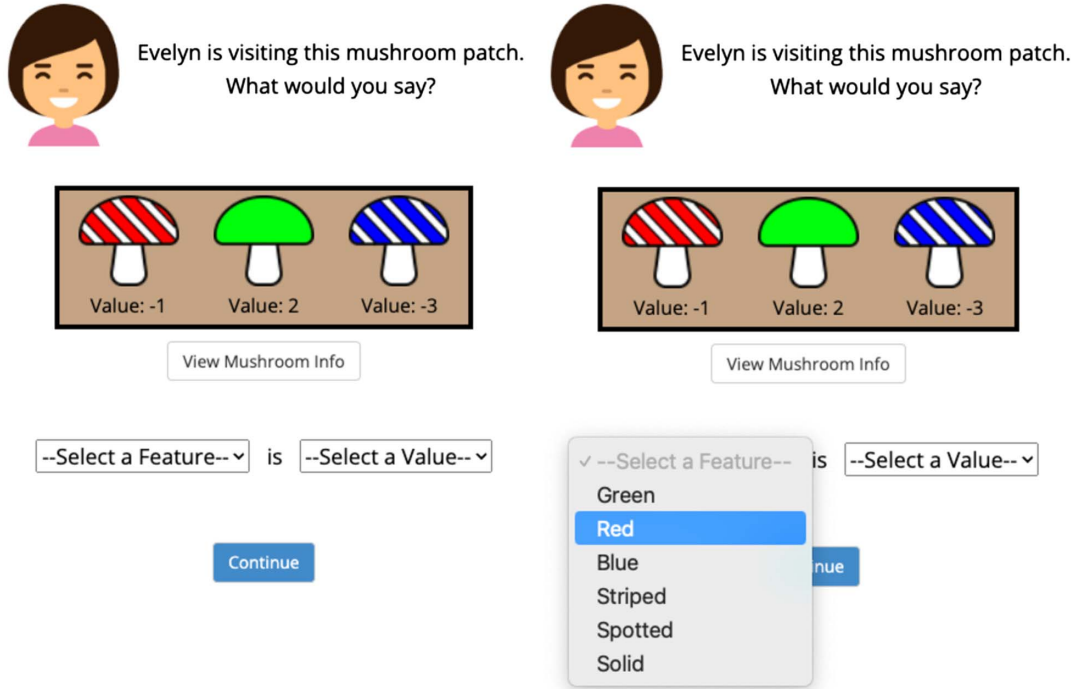 Evelyn is visiting this mushroom patch.
What would you say?
Value: -1
Value: 2
Value: -3
View Mushroom Info
--Select a Feature-- is --Select a Value--
Continue
Evelyn is visiting this mushroom patch.
What would you say?
Value: -1
Value: 2
Value: -3
View Mushroom Info
--Select a Feature-- is --Select a Value--
Green
Red
Blue
nue
Striped
Spotted
Solid